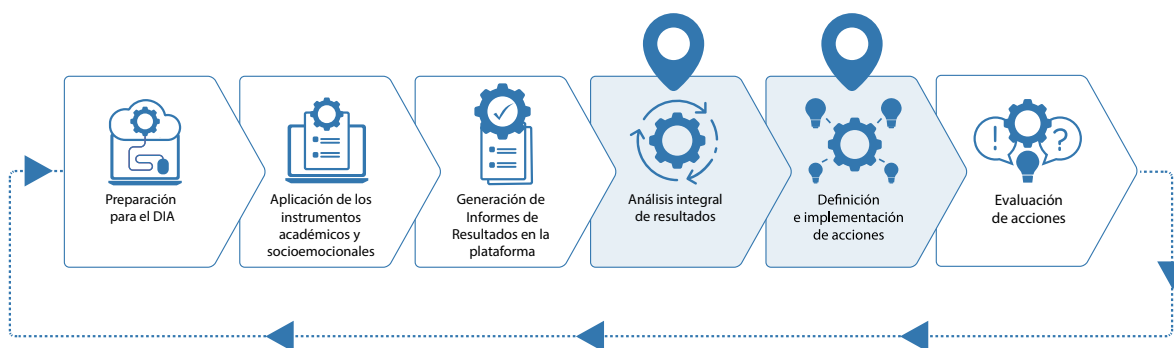 Preparación
para el DIA
Aplicación de los
instrumentos
académicos y
socioemocionales
Generación de
Informes de
Resultados en la
plataforma
Análisis integral
de resultados
Definición
e implementación
de acciones
! ?
Evaluación
de acciones